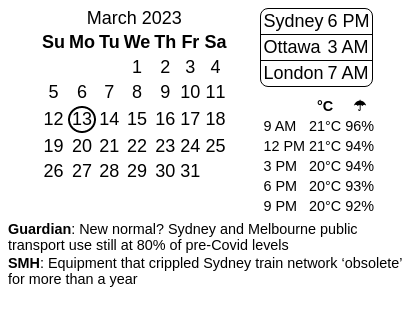 March 2023
Su Mo Tu We Th Fr Sa
1 2 3 4
5 6 7 8 9 10 11
12 13 14 15 16 17 18
19 20 21 22 23 24 25
26 27 28 29 30 31
Sydney 6 PM
Ottawa 3 AM
London 7 AM
°C ☂
9 AM 21°C 96%
12 PM 21°C 94%
3 PM 20°C 94%
6 PM 20°C 93%
9 PM 20°C 92%
Guardian: New normal? Sydney and Melbourne public
transport use still at 80% of pre-Covid levels
SMH: Equipment that crippled Sydney train network ‘obsolete’
for more than a year